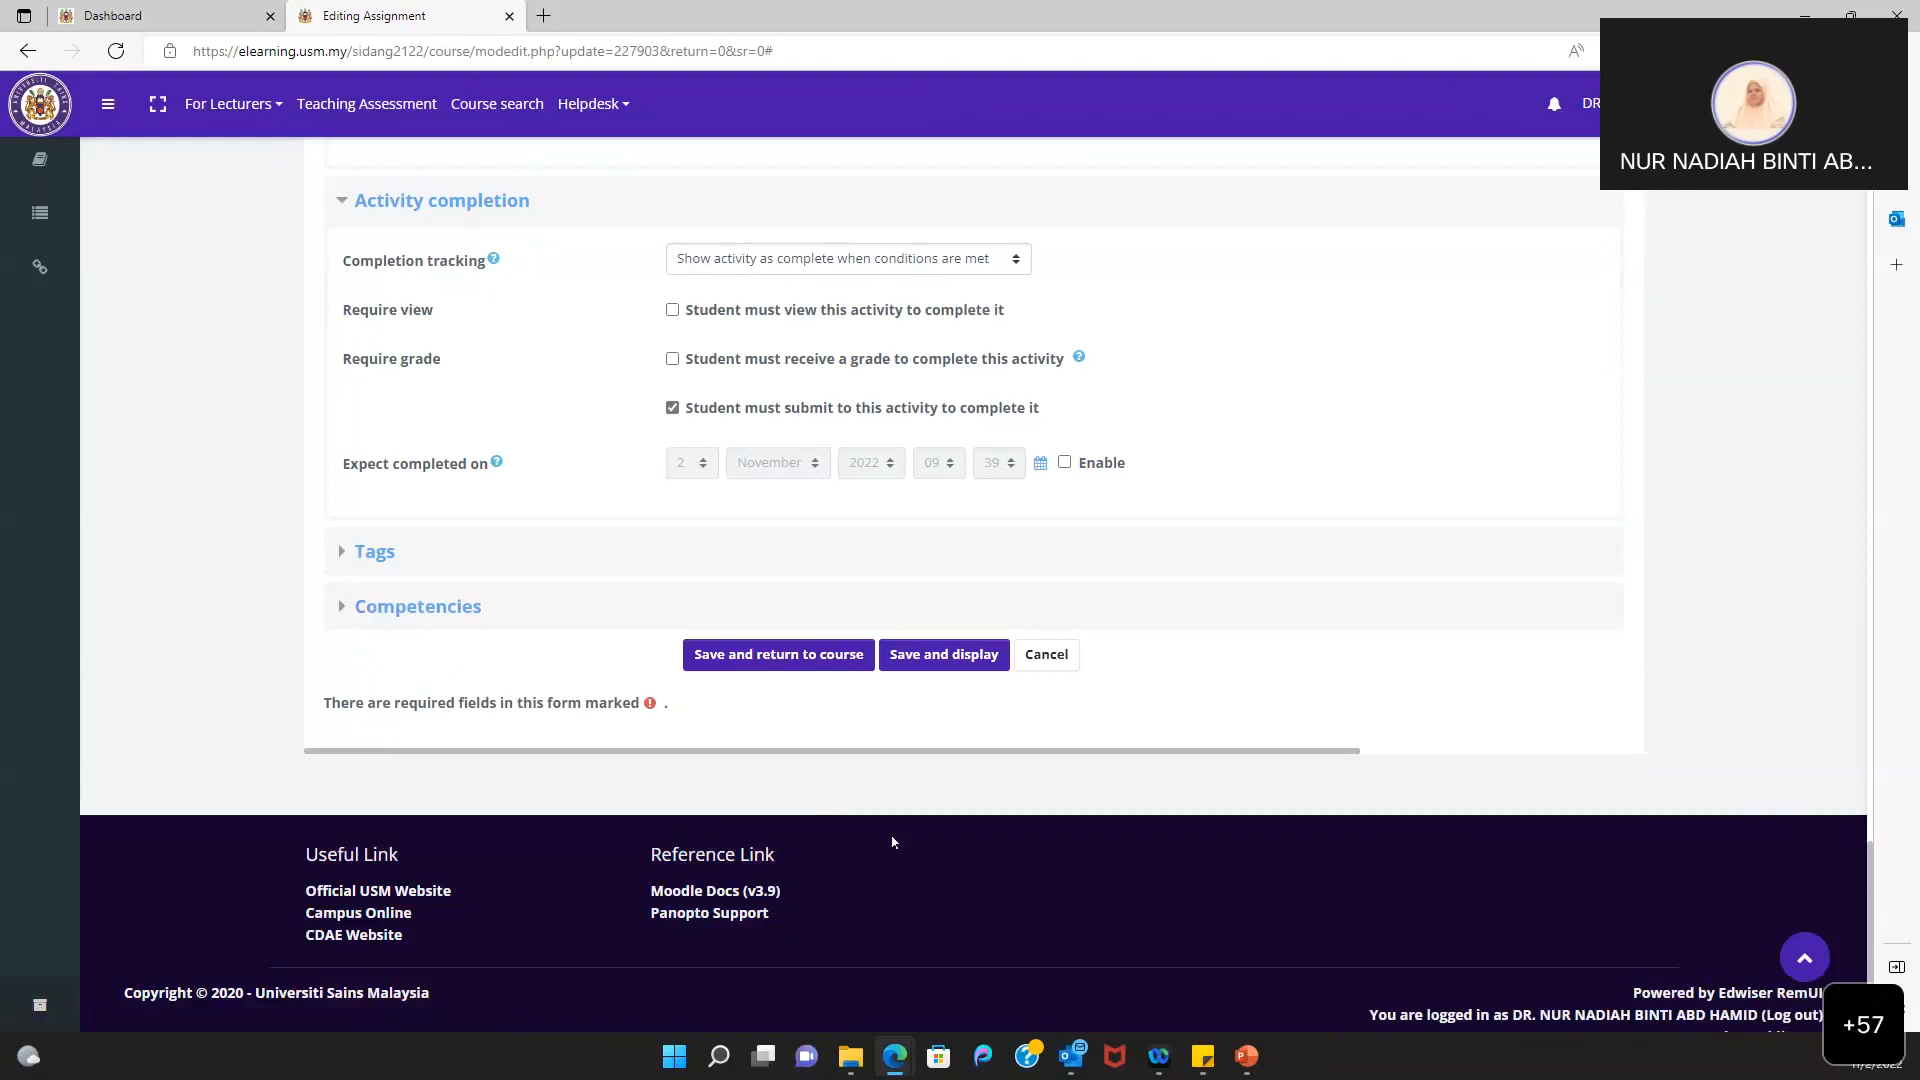 Dashboard
Editing Assignment
https://elearning.usm.my/sidang2122/course/modedit.php?update=227903&return=0&sr=0#
For Lecturers
Teaching Assessment
Course search
Helpdesk
DR
NUR NADIAH BINTI AB...
Activity completion
Completion tracking
Show activity as complete when conditions are met
Require view
Student must view this activity to complete it
Require grade
Student must receive a grade to complete this activity
Student must submit to this activity to complete it
Expect completed on
2 November 2022 09 39 Enable
Tags
Competencies
Save and return to course
Save and display
Cancel
There are required fields in this form marked .
Useful Link
Official USM Website
Campus Online
CDAE Website
Reference Link
Moodle Docs (v3.9)
Panopto Support
Copyright © 2020 - Universiti Sains Malaysia
Powered by Edwiser RemUI
You are logged in as DR. NUR NADIAH BINTI ABD HAMID (Log out)
+57